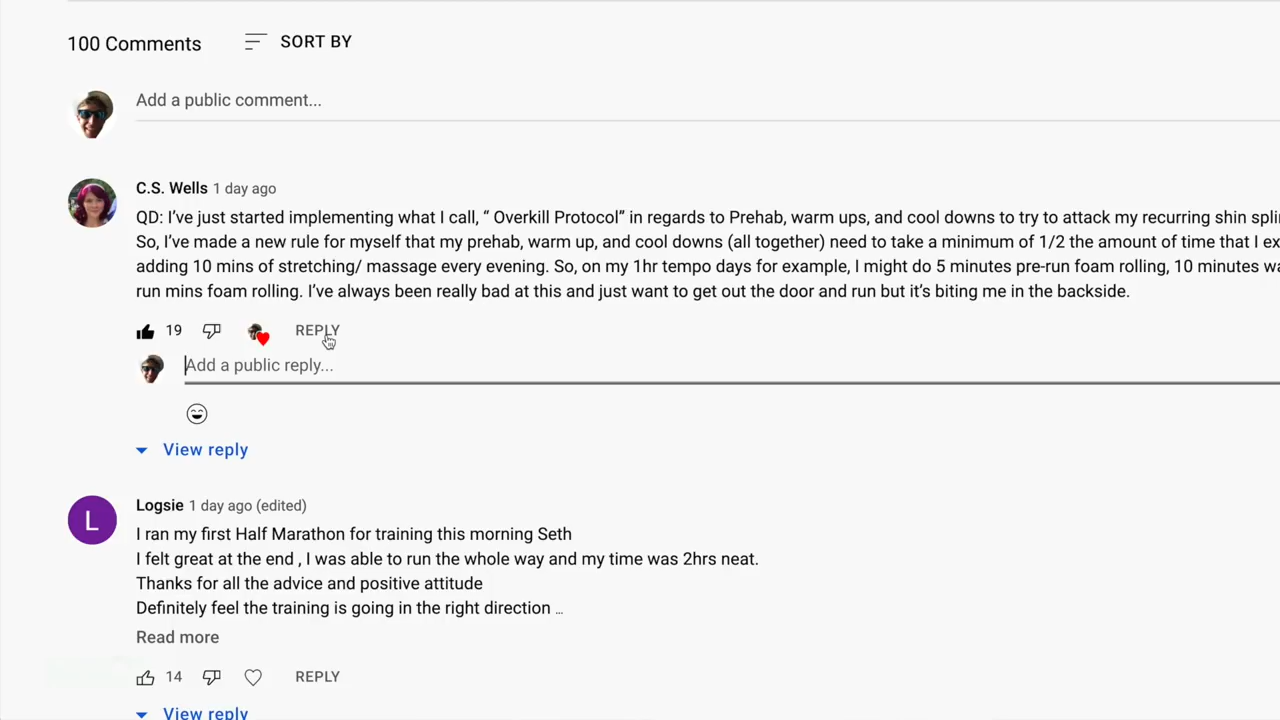 100 Comments
SORT BY
Add a public comment...
C.S. Wells 1 day ago
QD: I’ve just started implementing what I call, “ Overkill Protocol” in regards to Prehab, warm ups, and cool downs to try to attack my recurring shin
So, I’ve made a new rule for myself that my prehab, warm up, and cool downs (all together) need to take a minimum of 1/2 the amount of time that I
adding 10 mins of stretching/ massage every evening. So, on my 1hr tempo days for example, I might do 5 minutes pre-run foam rolling, 10 minutes
run mins foam rolling. I’ve always been really bad at this and just want to get out the door and run but it’s biting me in the backside.
19
REPLY
Add a public reply...
View reply
L
Logsie 1 day ago (edited)
I ran my first Half Marathon for training this morning Seth
I felt great at the end , I was able to run the whole way and my time was 2hrs neat.
Thanks for all the advice and positive attitude
Definitely feel the training is going in the right direction ...
Read more
14
REPLY
View reply